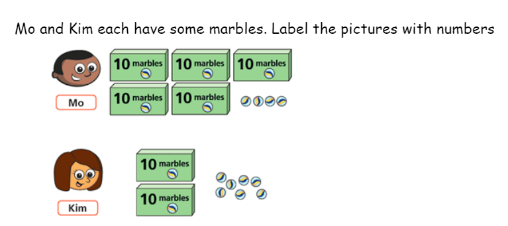 Mo and Kim each have some marbles. Label the pictures with numbers
10 marbles 10 marbles 10 marbles
Mo 10 marbles 10 marbles
10 marbles
Kim 10 marbles